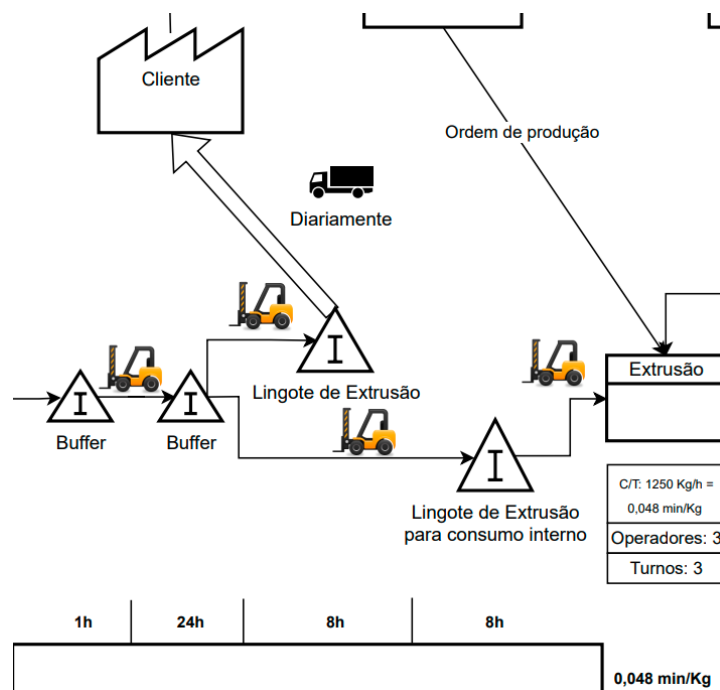 Cliente
Ordem de produção
Diariamente
I
Extrusão
Lingote de Extrusão
I
I
Buffer
Buffer
I
C/T: 1250 Kg/h =
0,048 min/Kg
Lingote de Extrusão
para consumo interno
Operadores: 3
Turnos: 3
1h
24h
8h
8h
0,048 min/Kg